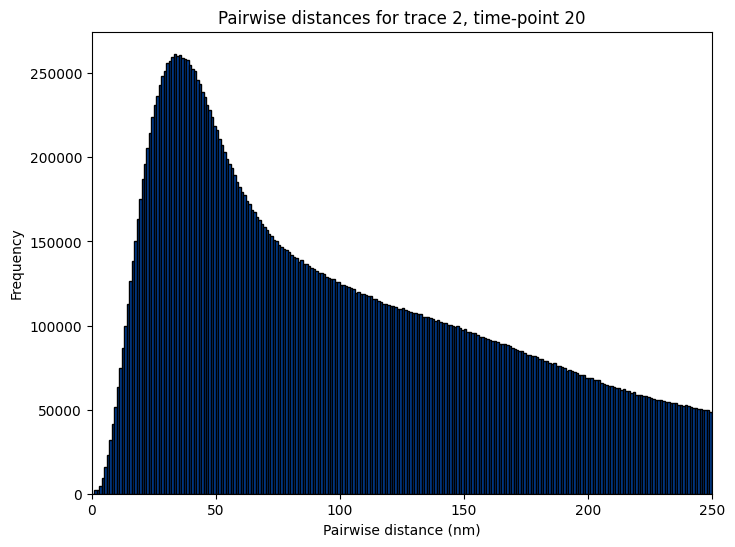 Pairwise distances for trace 2, time-point 20
250000
200000
150000
100000
50000
0
Frequency
0 50 100 150 200 250
Pairwise distance (nm)